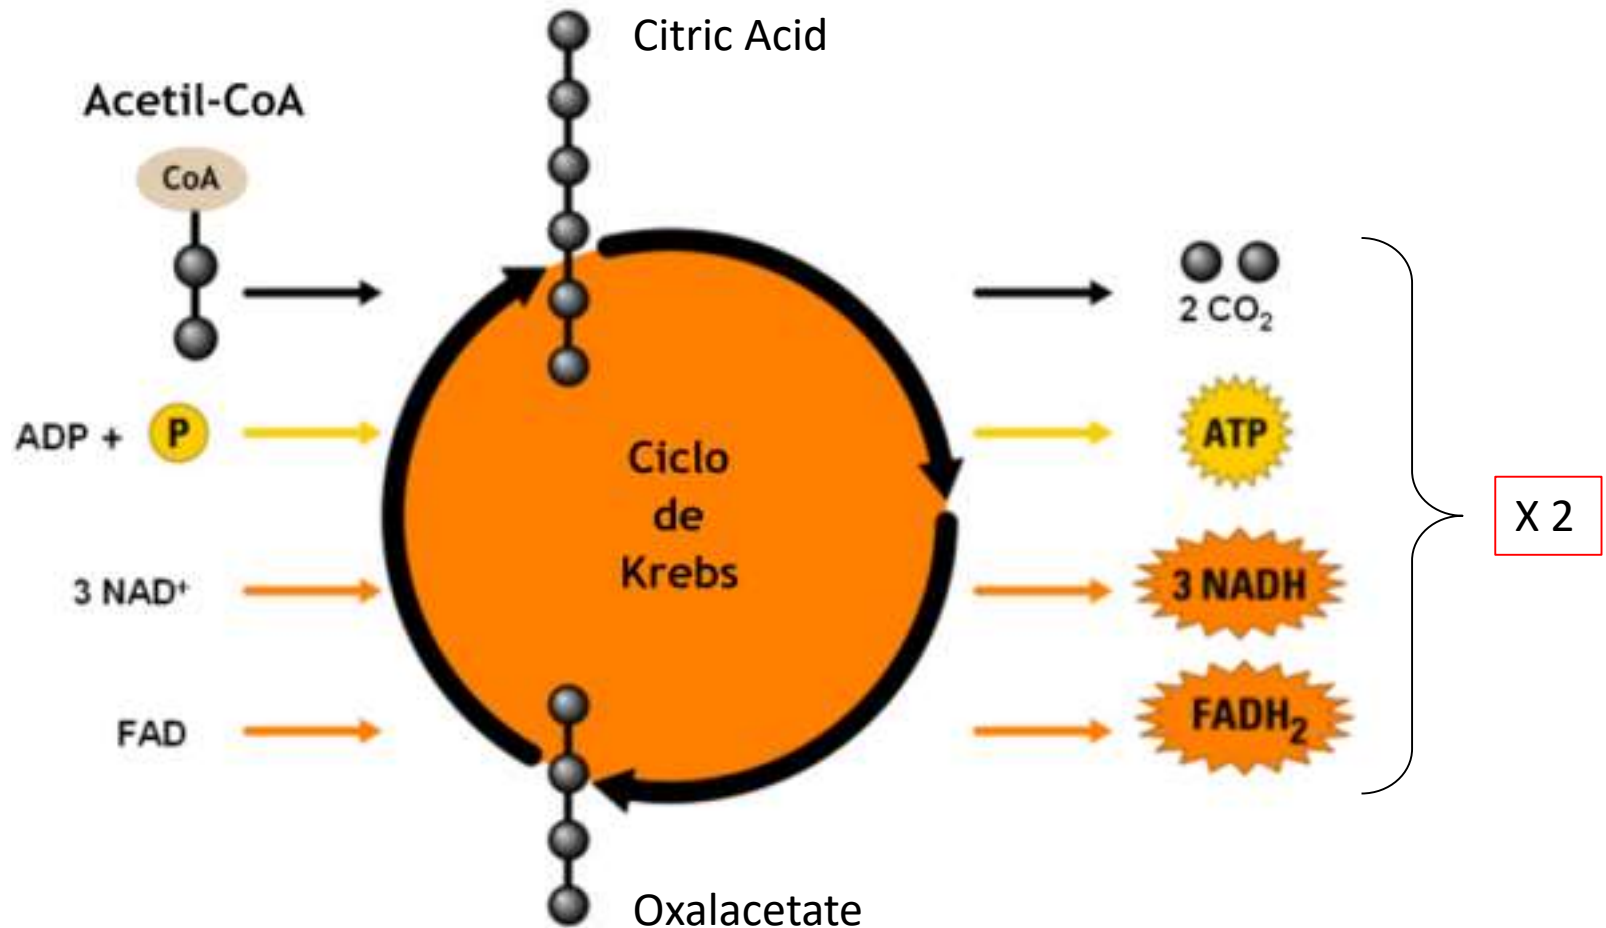 Citric Acid
Acetil-CoA
CoA
2 CO₂
ADP + P
ATP
Ciclo
de
Krebs
X 2
3 NAD⁺
3 NADH
FAD
FADH₂
Oxalacetate